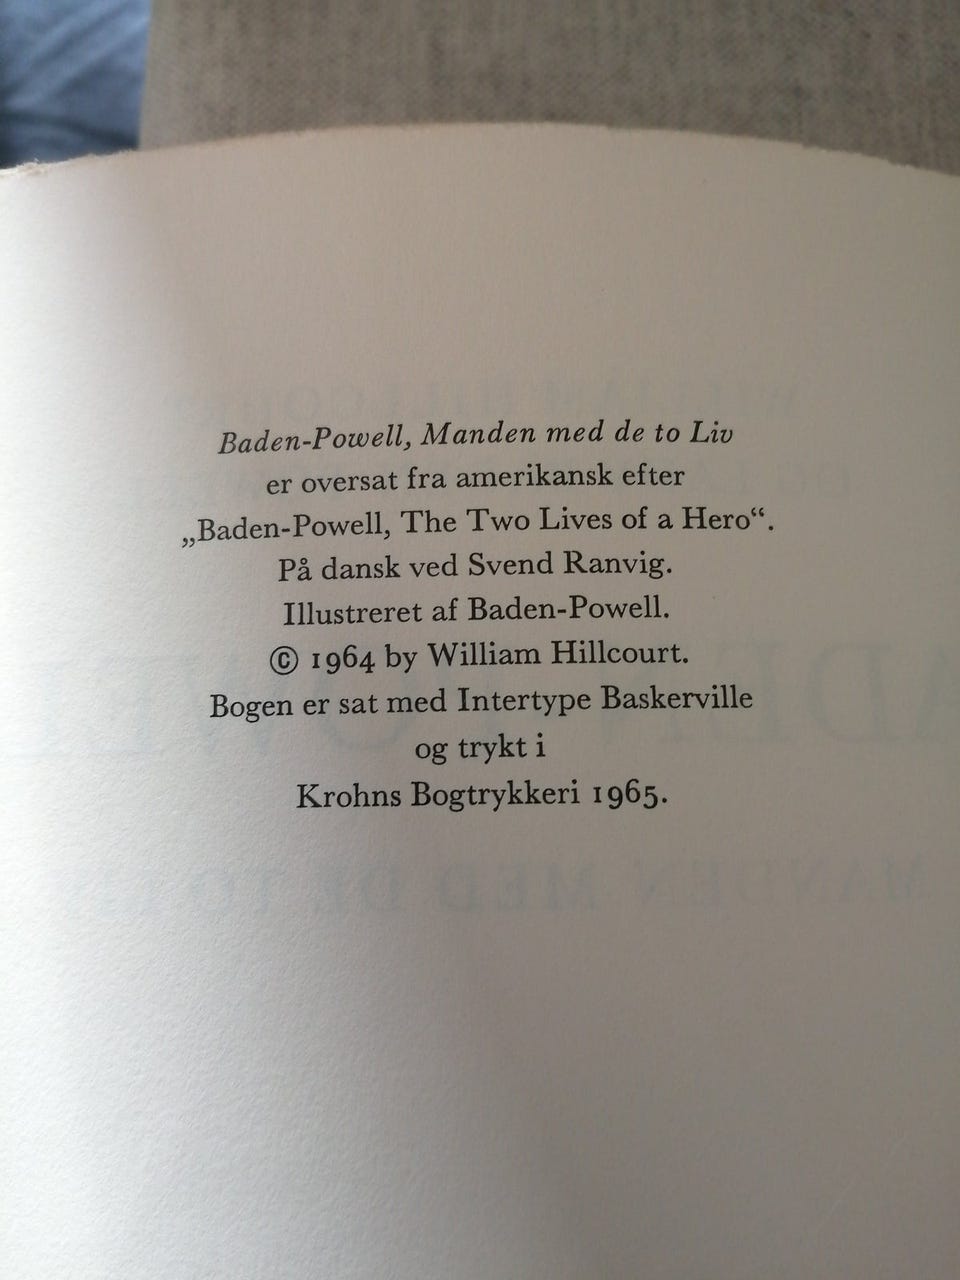 Baden-Powell, Manden med de to Liv
er oversat fra amerikansk efter
„Baden-Powell, The Two Lives of a Hero“.
På dansk ved Svend Ranvig.
Illustreret af Baden-Powell.
© 1964 by William Hillcourt.
Bogen er sat med Intertype Baskerville
og trykt i
Krohns Bogtrykkeri 1965.